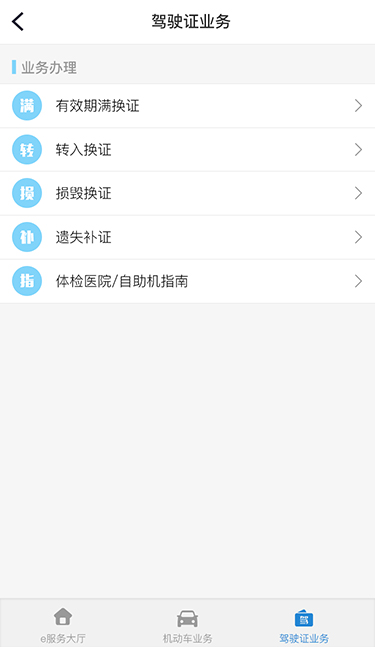 驾驶证业务
业务办理
满 有效期满换证
转 转入换证
损 损毁换证
补 遗失补证
指 体检医院/自助机指南
驾
e服务大厅 机动车业务 驾驶证业务